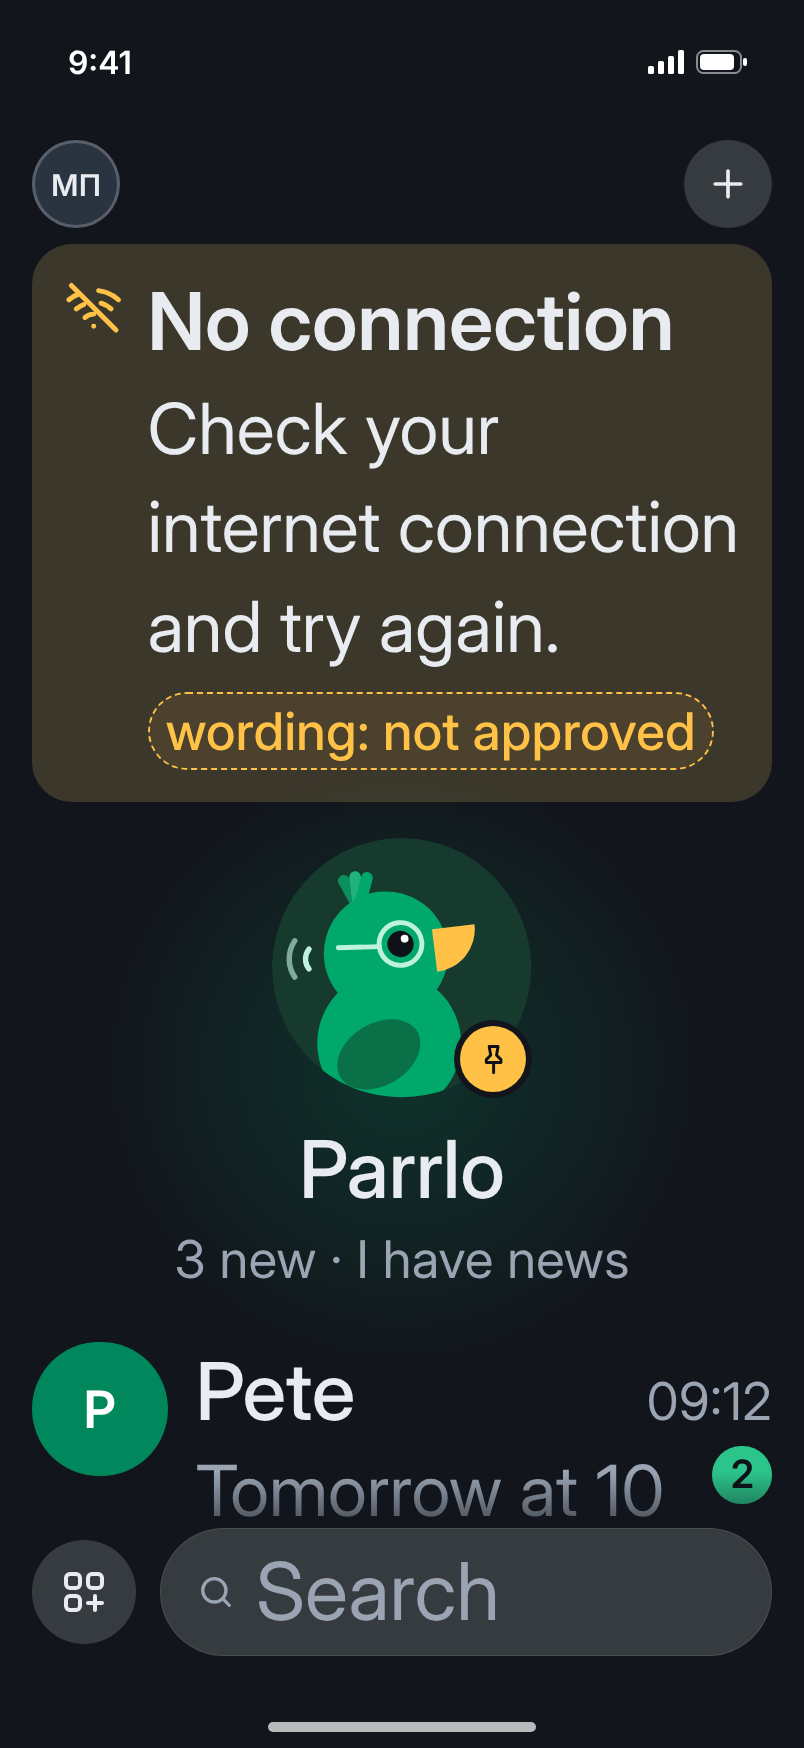 9:41
МП
No connection
Check your
internet connection
and try again.
wording: not approved
Parrlo
3 new · I have news
P
Pete
09:12
Tomorrow at 10
2
Search